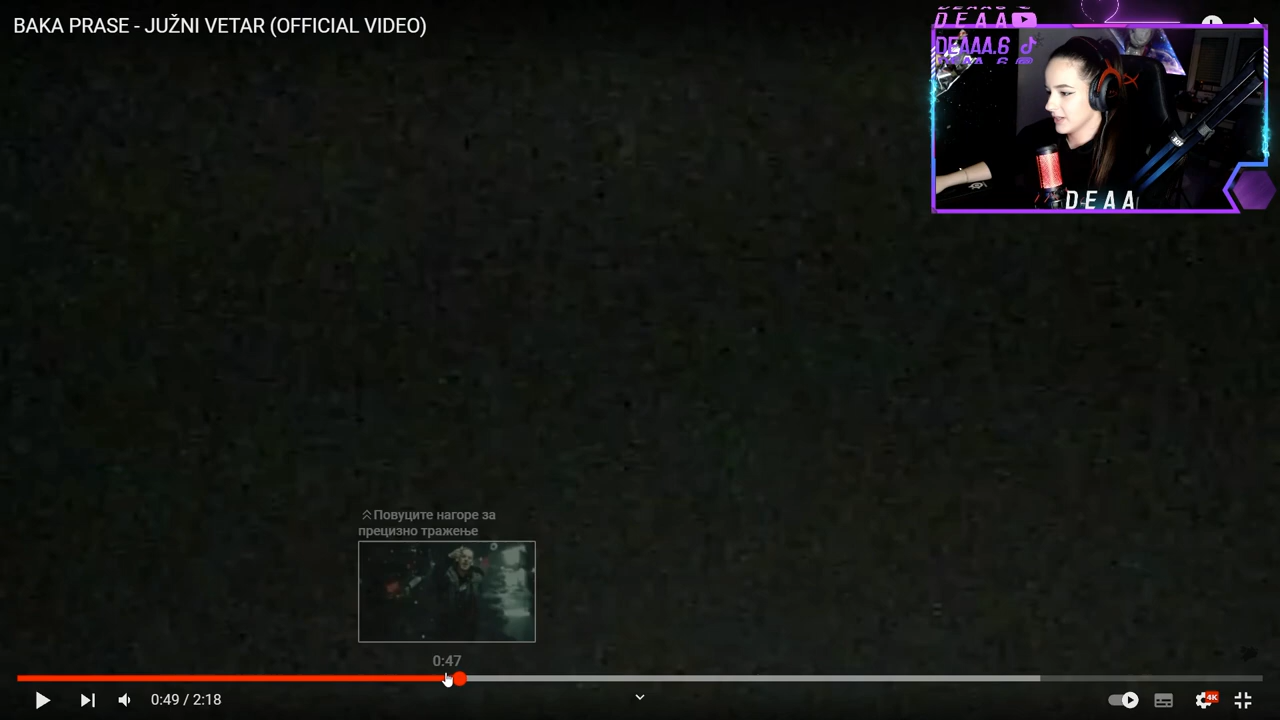 BAKA PRASE - JUŽNI VETAR (OFFICIAL VIDEO)
DEAA
DEAAA.6
DEAA
Повуците нагоре за
прецизно тражење
0:47
0:49 / 2:18
4K